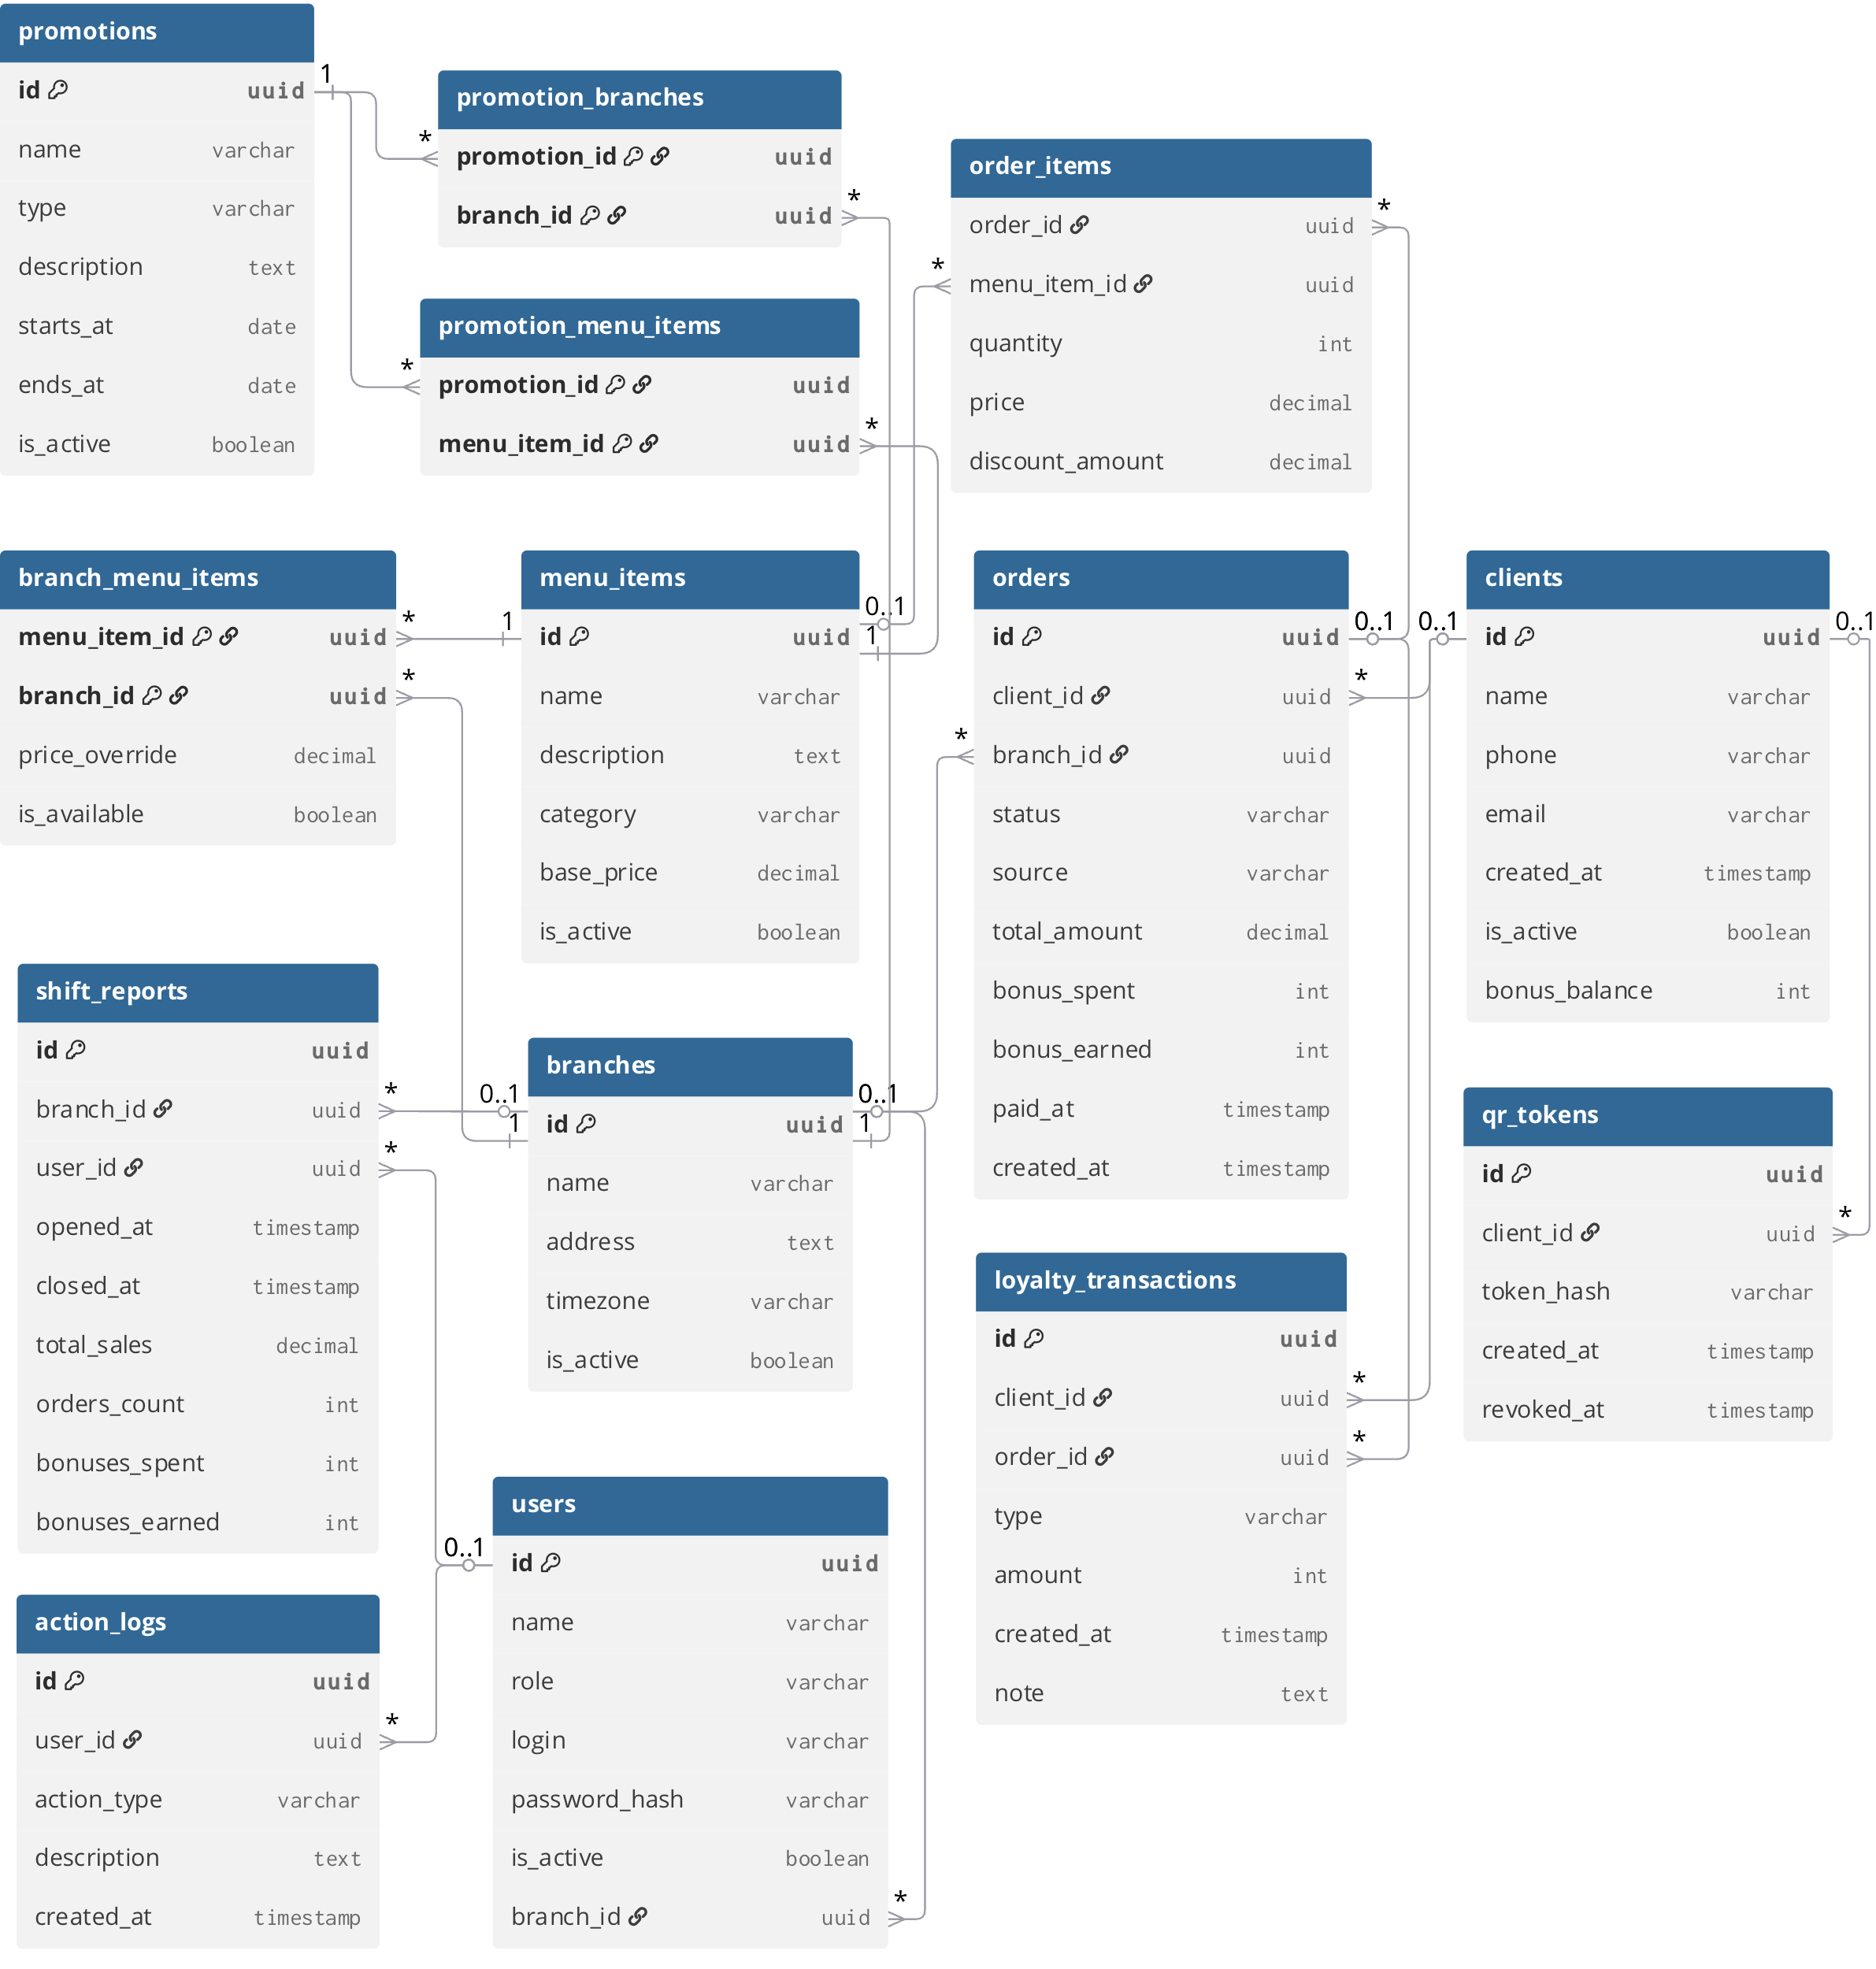 promotions
1
id uuid
name varchar
type varchar
description text
starts_at date
ends_at date
is_active boolean
promotion_branches
*
promotion_id uuid
*
branch_id uuid
promotion_menu_items
*
promotion_id uuid
*
menu_item_id uuid
order_items
*
order_id uuid
*
menu_item_id uuid
quantity int
price decimal
discount_amount decimal
branch_menu_items
*
menu_item_id uuid
*
branch_id uuid
price_override decimal
is_available boolean
menu_items
1
0..1
id uuid
1
name varchar
description text
category varchar
base_price decimal
is_active boolean
orders
0..1
id uuid
*
client_id uuid
*
branch_id uuid
status varchar
source varchar
total_amount decimal
bonus_spent int
bonus_earned int
paid_at timestamp
created_at timestamp
clients
0..1
0..1
id uuid
name varchar
phone varchar
email varchar
created_at timestamp
is_active boolean
bonus_balance int
shift_reports
id uuid
*
branch_id uuid
*
user_id uuid
opened_at timestamp
closed_at timestamp
total_sales decimal
orders_count int
bonuses_spent int
bonuses_earned int
branches
0..1
0..1
1
id uuid
1
name varchar
address text
timezone varchar
is_active boolean
qr_tokens
id uuid
*
client_id uuid
token_hash varchar
created_at timestamp
revoked_at timestamp
loyalty_transactions
id uuid
*
client_id uuid
*
order_id uuid
type varchar
amount int
created_at timestamp
note text
users
0..1
id uuid
name varchar
role varchar
login varchar
password_hash varchar
is_active boolean
*
branch_id uuid
action_logs
id uuid
*
user_id uuid
action_type varchar
description text
created_at timestamp